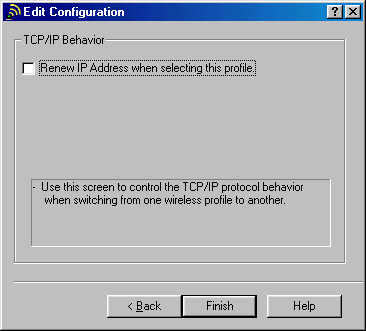 Edit Configuration
TCP/IP Behavior
Renew IP Address when selecting this profile.
- Use this screen to control the TCP/IP protocol behavior
when switching from one wireless profile to another.
< Back
Finish
Help